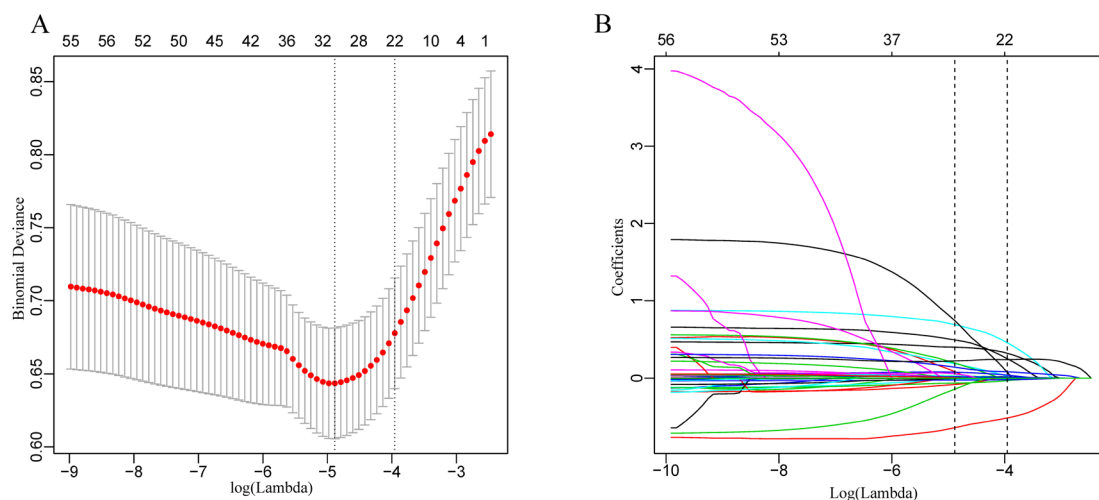 A
55 56 52 50 45 42 36 32 28 22 10 4 1
Binomial Deviance
0.85
0.80
0.75
0.70
0.65
0.60
−9 −8 −7 −6 −5 −4 −3
log(Lambda)
B
56 53 37 22
Coefficients
4
3
2
1
0
−10 −8 −6 −4
Log(Lambda)